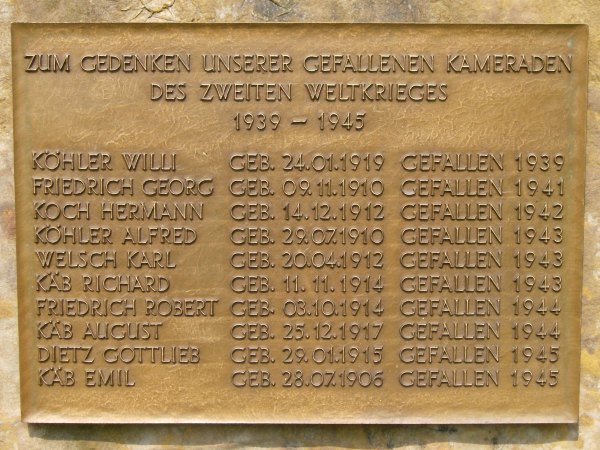 ZUM GEDENKEN UNSERER GEFALLENEN KAMERADEN
DES ZWEITEN WELTKRIEGES
1939 – 1945
KÖHLER WILLI GEB. 24.01.1919 GEFALLEN 1939
FRIEDRICH GEORG GEB. 09.11.1910 GEFALLEN 1941
KOCH HERMANN GEB. 14.12.1912 GEFALLEN 1942
KÖHLER ALFRED GEB. 29.07.1910 GEFALLEN 1943
WELSCH KARL GEB. 20.04.1912 GEFALLEN 1943
KÄB RICHARD GEB. 11.11.1914 GEFALLEN 1943
FRIEDRICH ROBERT GEB. 03.10.1914 GEFALLEN 1944
KÄB AUGUST GEB. 25.12.1917 GEFALLEN 1944
DIETZ GOTTLIEB GEB. 29.01.1915 GEFALLEN 1945
KÄB EMIL GEB. 28.07.1906 GEFALLEN 1945